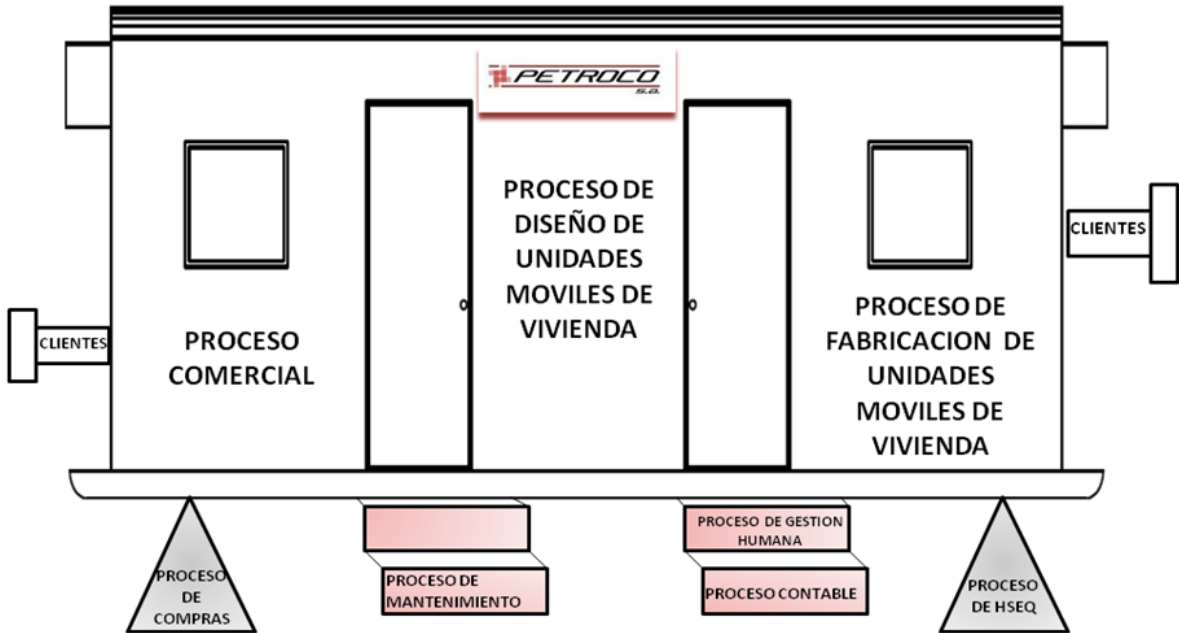 PETROCO
s.a.
PROCESO DE
DISEÑO DE
UNIDADES
MOVILES DE
VIVIENDA
CLIENTES
PROCESO
COMERCIAL
PROCESO DE
FABRICACION DE
UNIDADES
MOVILES DE
VIVIENDA
CLIENTES
PROCESO
DE
COMPRAS
PROCESO DE
MANTENIMIENTO
PROCESO DE GESTION
HUMANA
PROCESO CONTABLE
PROCESO
DE HSEQ